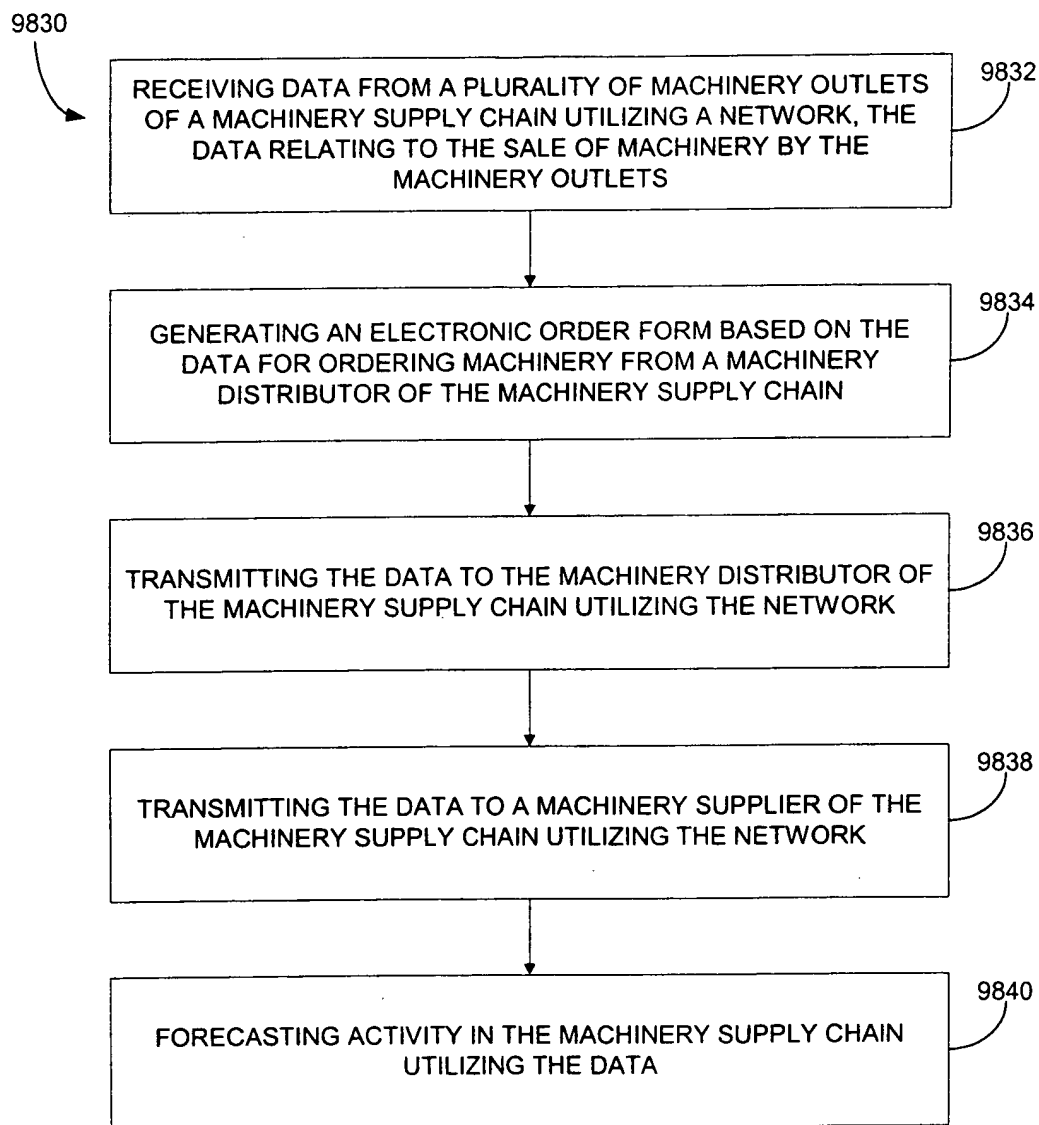 9830
RECEIVING DATA FROM A PLURALITY OF MACHINERY OUTLETS
OF A MACHINERY SUPPLY CHAIN UTILIZING A NETWORK, THE
DATA RELATING TO THE SALE OF MACHINERY BY THE
MACHINERY OUTLETS
9832
GENERATING AN ELECTRONIC ORDER FORM BASED ON THE
DATA FOR ORDERING MACHINERY FROM A MACHINERY
DISTRIBUTOR OF THE MACHINERY SUPPLY CHAIN
9834
TRANSMITTING THE DATA TO THE MACHINERY DISTRIBUTOR OF
THE MACHINERY SUPPLY CHAIN UTILIZING THE NETWORK
9836
TRANSMITTING THE DATA TO A MACHINERY SUPPLIER OF THE
MACHINERY SUPPLY CHAIN UTILIZING THE NETWORK
9838
FORECASTING ACTIVITY IN THE MACHINERY SUPPLY CHAIN
UTILIZING THE DATA
9840